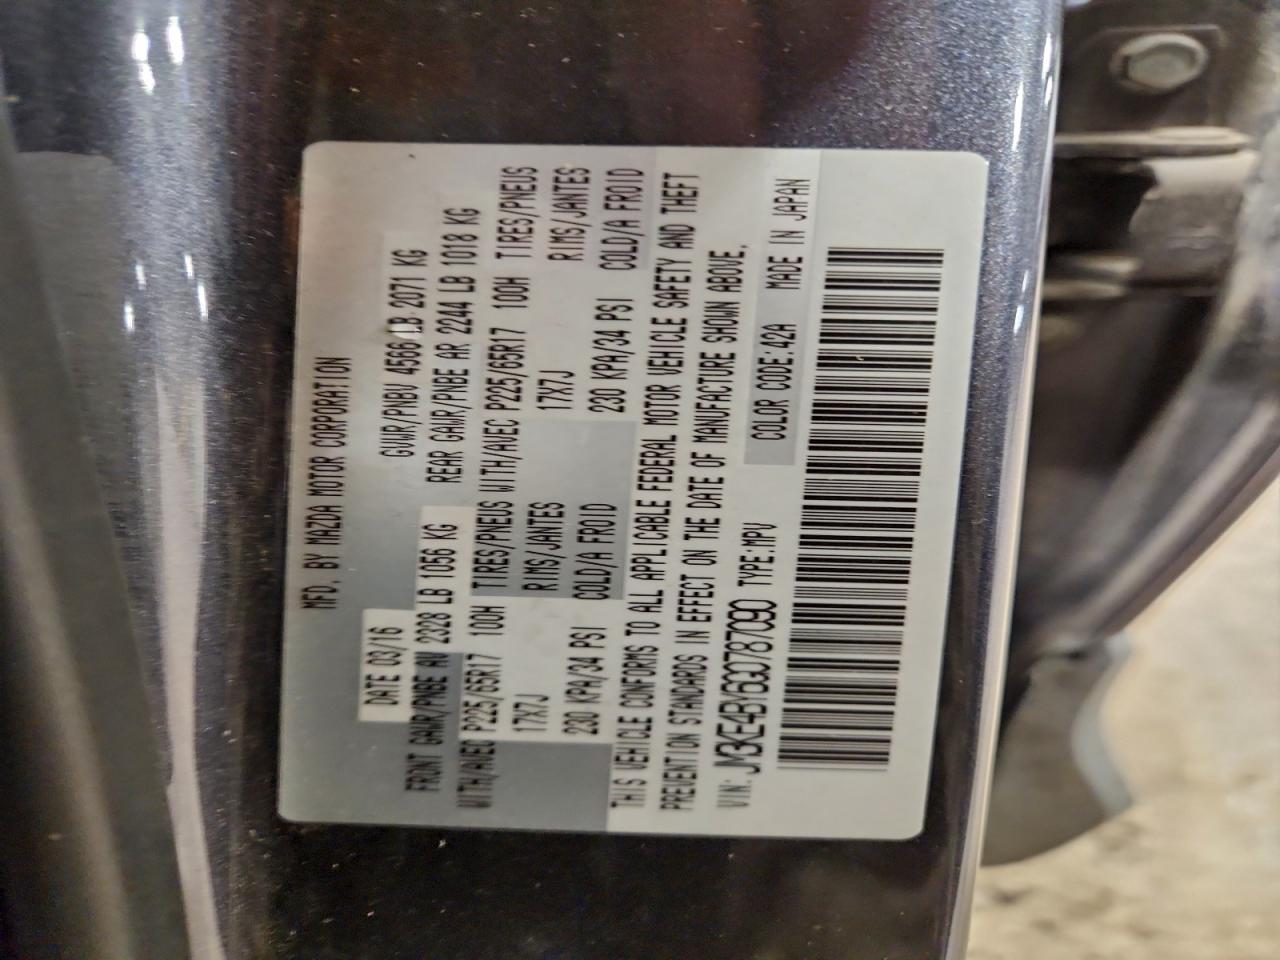 MFD. BY MAZDA MOTOR CORPORATION
DATE 03/16 GVWR/PNBV 4566 LB 2071 KG
FRONT GAWR/PNBE AV 2328 LB 1056 KG REAR GAWR/PNBE AR 2244 LB 1018 KG
WITH/AVEC P225/65R17 100H TIRES/PNEUS WITH/AVEC P225/65R17 100H TIRES/PNEUS
17X7J RIMS/JANTES 17X7J RIMS/JANTES
230 KPA/34 PSI COLD/A FROID 230 KPA/34 PSI COLD/A FROID
THIS VEHICLE CONFORMS TO ALL APPLICABLE FEDERAL MOTOR VEHICLE SAFETY AND THEFT
PREVENTION STANDARDS IN EFFECT ON THE DATE OF MANUFACTURE SHOWN ABOVE.
VIN: JM3KE4BY6G0787090 TYPE:MPV COLOR CODE:42A MADE IN JAPAN